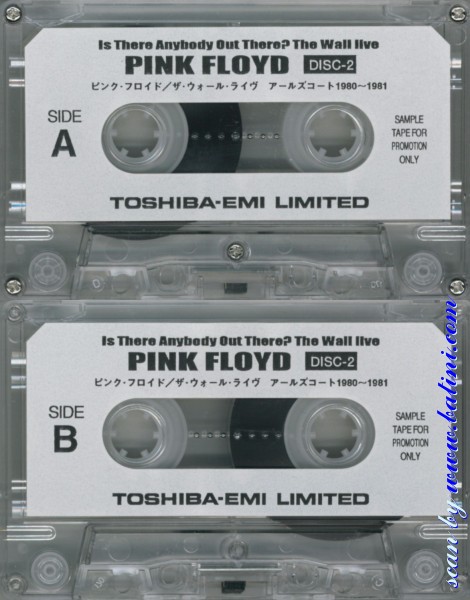 Is There Anybody Out There? The Wall live
PINK FLOYD DISC-2
ピンク・フロイド／ザ・ウォール・ライヴ アールズコート1980～1981
SIDE
A
SAMPLE
TAPE FOR
PROMOTION
ONLY
TOSHIBA-EMI LIMITED
Is There Anybody Out There? The Wall live
PINK FLOYD DISC-2
ピンク・フロイド／ザ・ウォール・ライヴ アールズコート1980～1981
SIDE
B
SAMPLE
TAPE FOR
PROMOTION
ONLY
TOSHIBA-EMI LIMITED
scan by www.batini.com